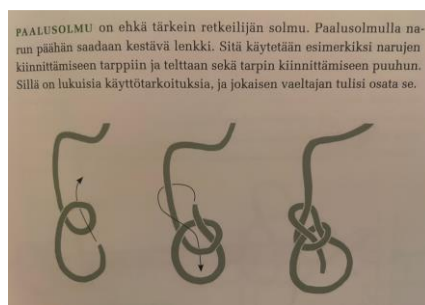 PAALUSOLMU on ehkä tärkein retkeilijän solmu. Paalusolmulla na-
run päähän saadaan kestävä lenkki. Sitä käytetään esimerkiksi narujen
kiinnittämiseen tarppiin ja telttaan sekä tarpin kiinnittämiseen puuhun.
Sillä on lukuisia käyttötarkoituksia, ja jokaisen vaeltajan tulisi osata se.